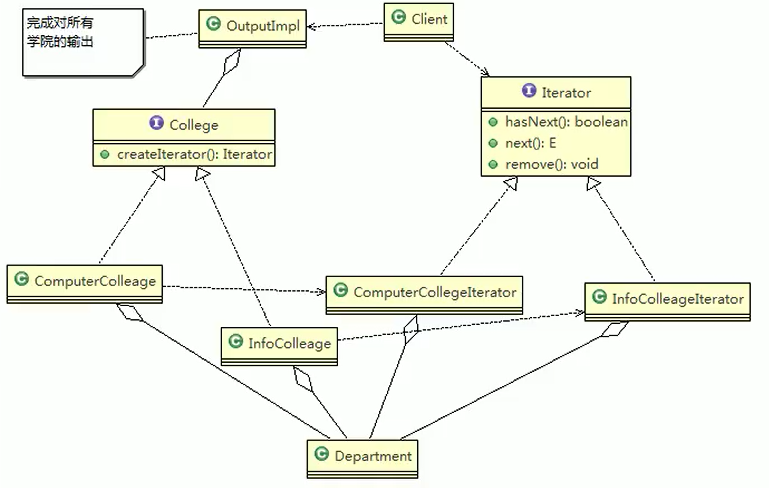 完成对所有
学院的输出
C OutputImpl
C Client
I Iterator
hasNext(): boolean
next(): E
remove(): void
I College
createIterator(): Iterator
C ComputerColleage
C ComputerCollegeIterator
C InfoColleageIterator
C InfoColleage
C Department